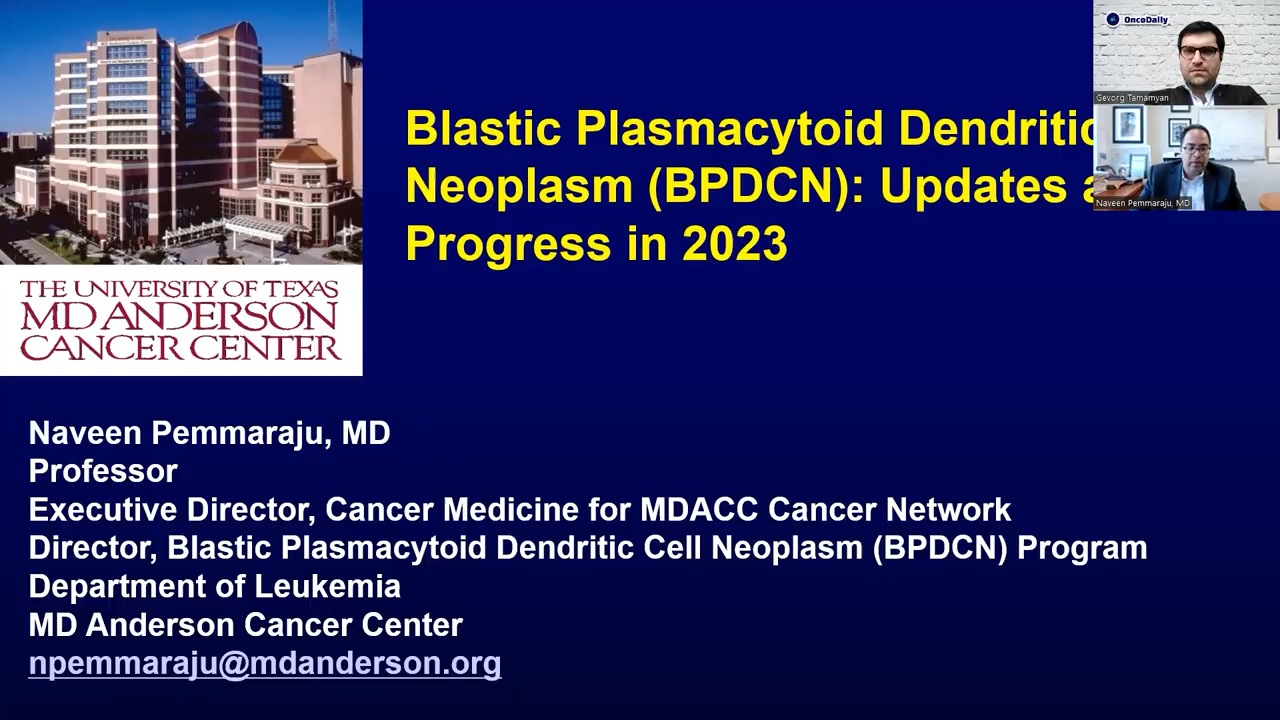 Blastic Plasmacytoid Dendritic
Neoplasm (BPDCN): Updates
Progress in 2023
OncoDaily
Gevorg Tamamyan
Naveen Pemmaraju, MD
THE UNIVERSITY OF TEXAS
MD ANDERSON
CANCER CENTER
Naveen Pemmaraju, MD
Professor
Executive Director, Cancer Medicine for MDACC Cancer Network
Director, Blastic Plasmacytoid Dendritic Cell Neoplasm (BPDCN) Program
Department of Leukemia
MD Anderson Cancer Center
npemmaraju@mdanderson.org